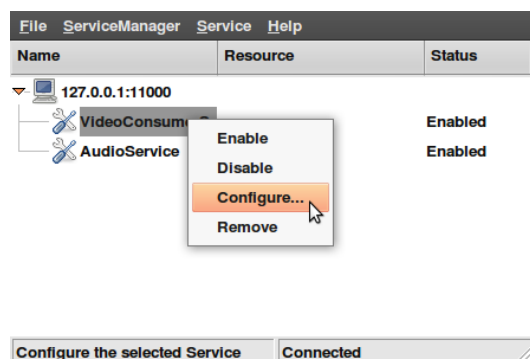 File ServiceManager Service Help
Name Resource Status
127.0.0.1:11000
Enabled
AudioService Enabled
Enable
Disable
Configure...
Remove
Configure the selected Service Connected